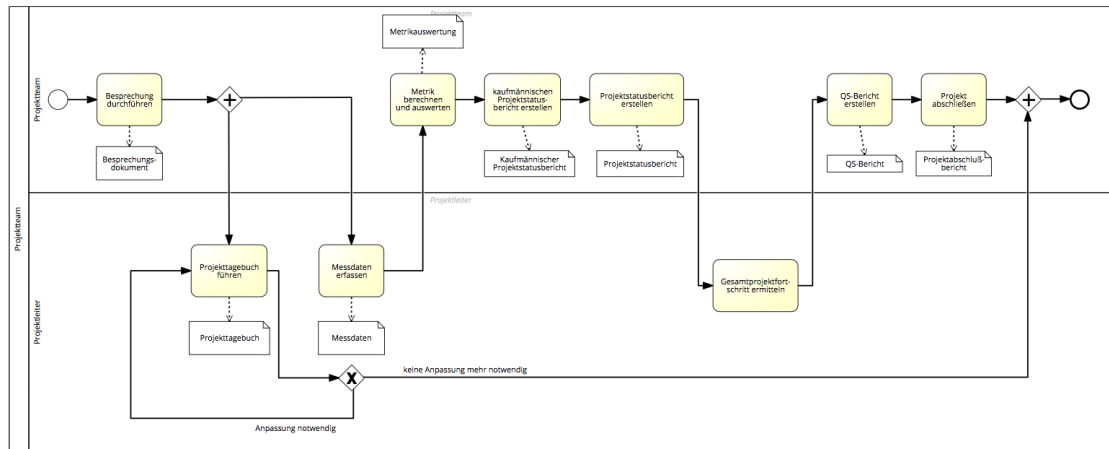 Projektteam
Projektteam
Projektteam
Metrikauswertung
Besprechung
durchführen
Besprechungs-
dokument
Metrik
berechnen
und auswerten
kaufmännischen
Projektstatus-
bericht erstellen
Kaufmännischer
Projektstatusbericht
Projektstatusbericht
erstellen
Projektstatusbericht
QS-Bericht
erstellen
QS-Bericht
Projekt
abschließen
Projektabschluß-
bericht
Projektleiter
Projektleiter
Projekttagebuch
führen
Projekttagebuch
Messdaten
erfassen
Messdaten
Gesamtprojektfort-
schritt ermitteln
keine Anpassung mehr notwendig
Anpassung notwendig